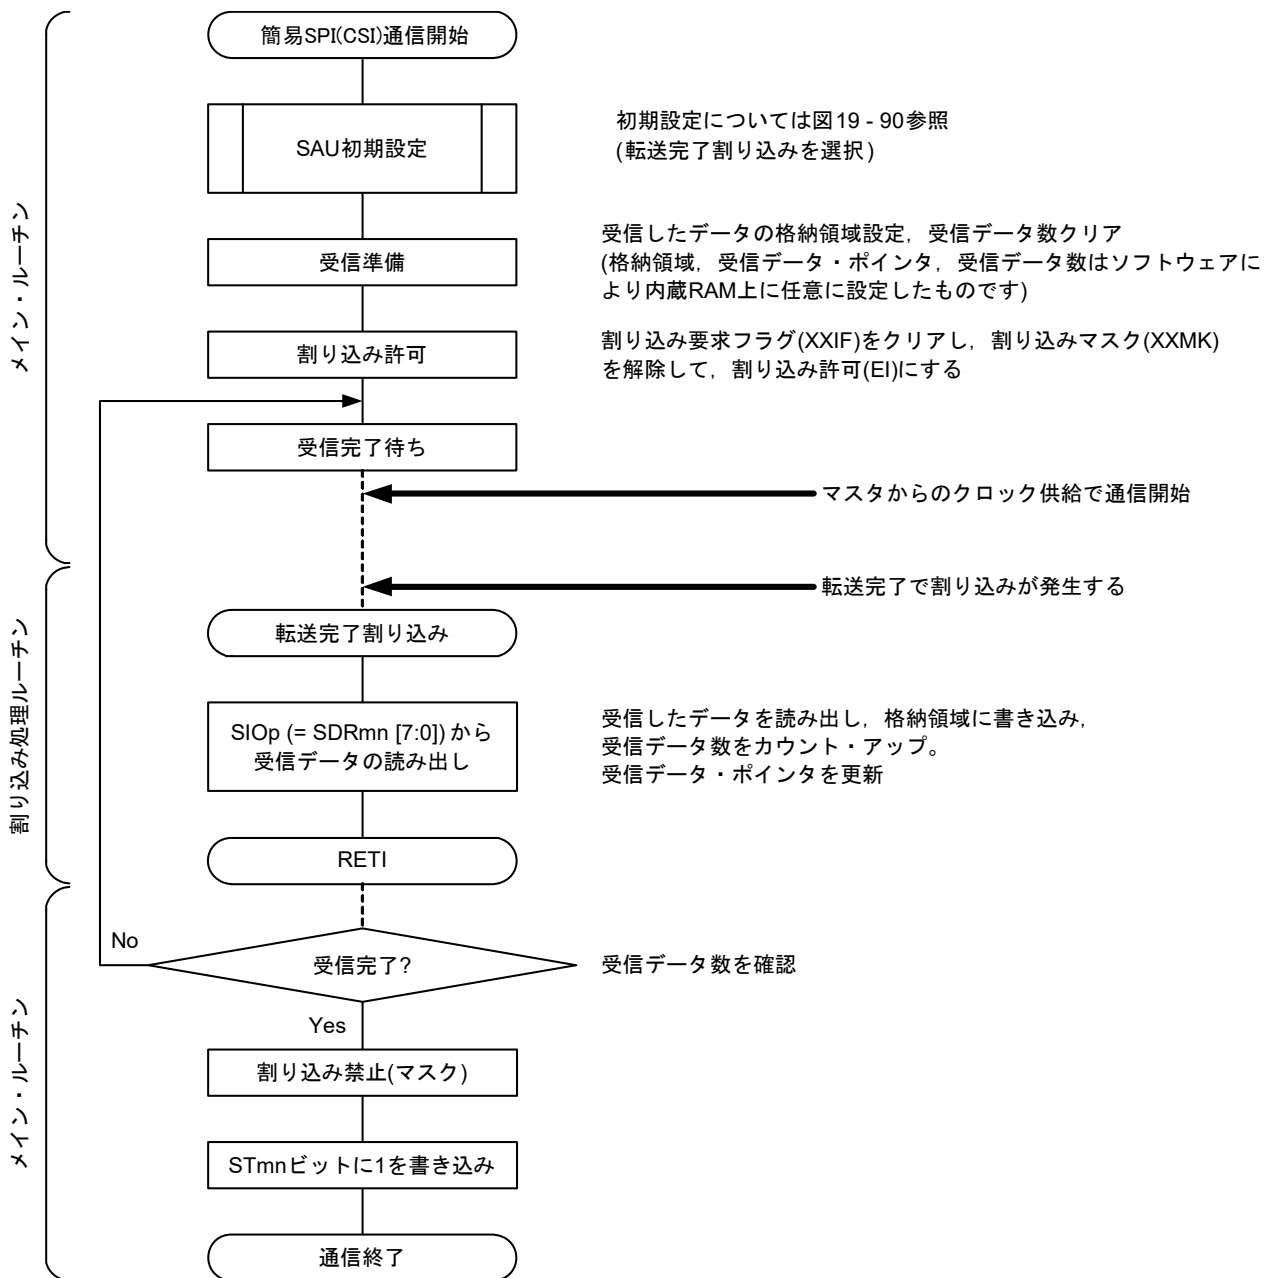 簡易SPI(CSI)通信開始
SAU初期設定
初期設定については図19 - 90参照
(転送完了割り込みを選択)
メイン・ルーチン
受信準備
受信したデータの格納領域設定，受信データ数クリア
(格納領域，受信データ・ポインタ，受信データ数はソフトウェアに
より内蔵RAM上に任意に設定したものです)
割り込み許可
割り込み要求フラグ(XXIF)をクリアし，割り込みマスク(XXMK)
を解除して，割り込み許可(EI)にする
受信完了待ち
マスタからのクロック供給で通信開始
転送完了で割り込みが発生する
転送完了割り込み
割り込み処理ルーチン
SIOp (= SDRmn [7:0]) から
受信データの読み出し
受信したデータを読み出し，格納領域に書き込み，
受信データ数をカウント・アップ。
受信データ・ポインタを更新
RETI
No
受信完了?
受信データ数を確認
Yes
メイン・ルーチン
割り込み禁止(マスク)
STmnビットに1を書き込み
通信終了